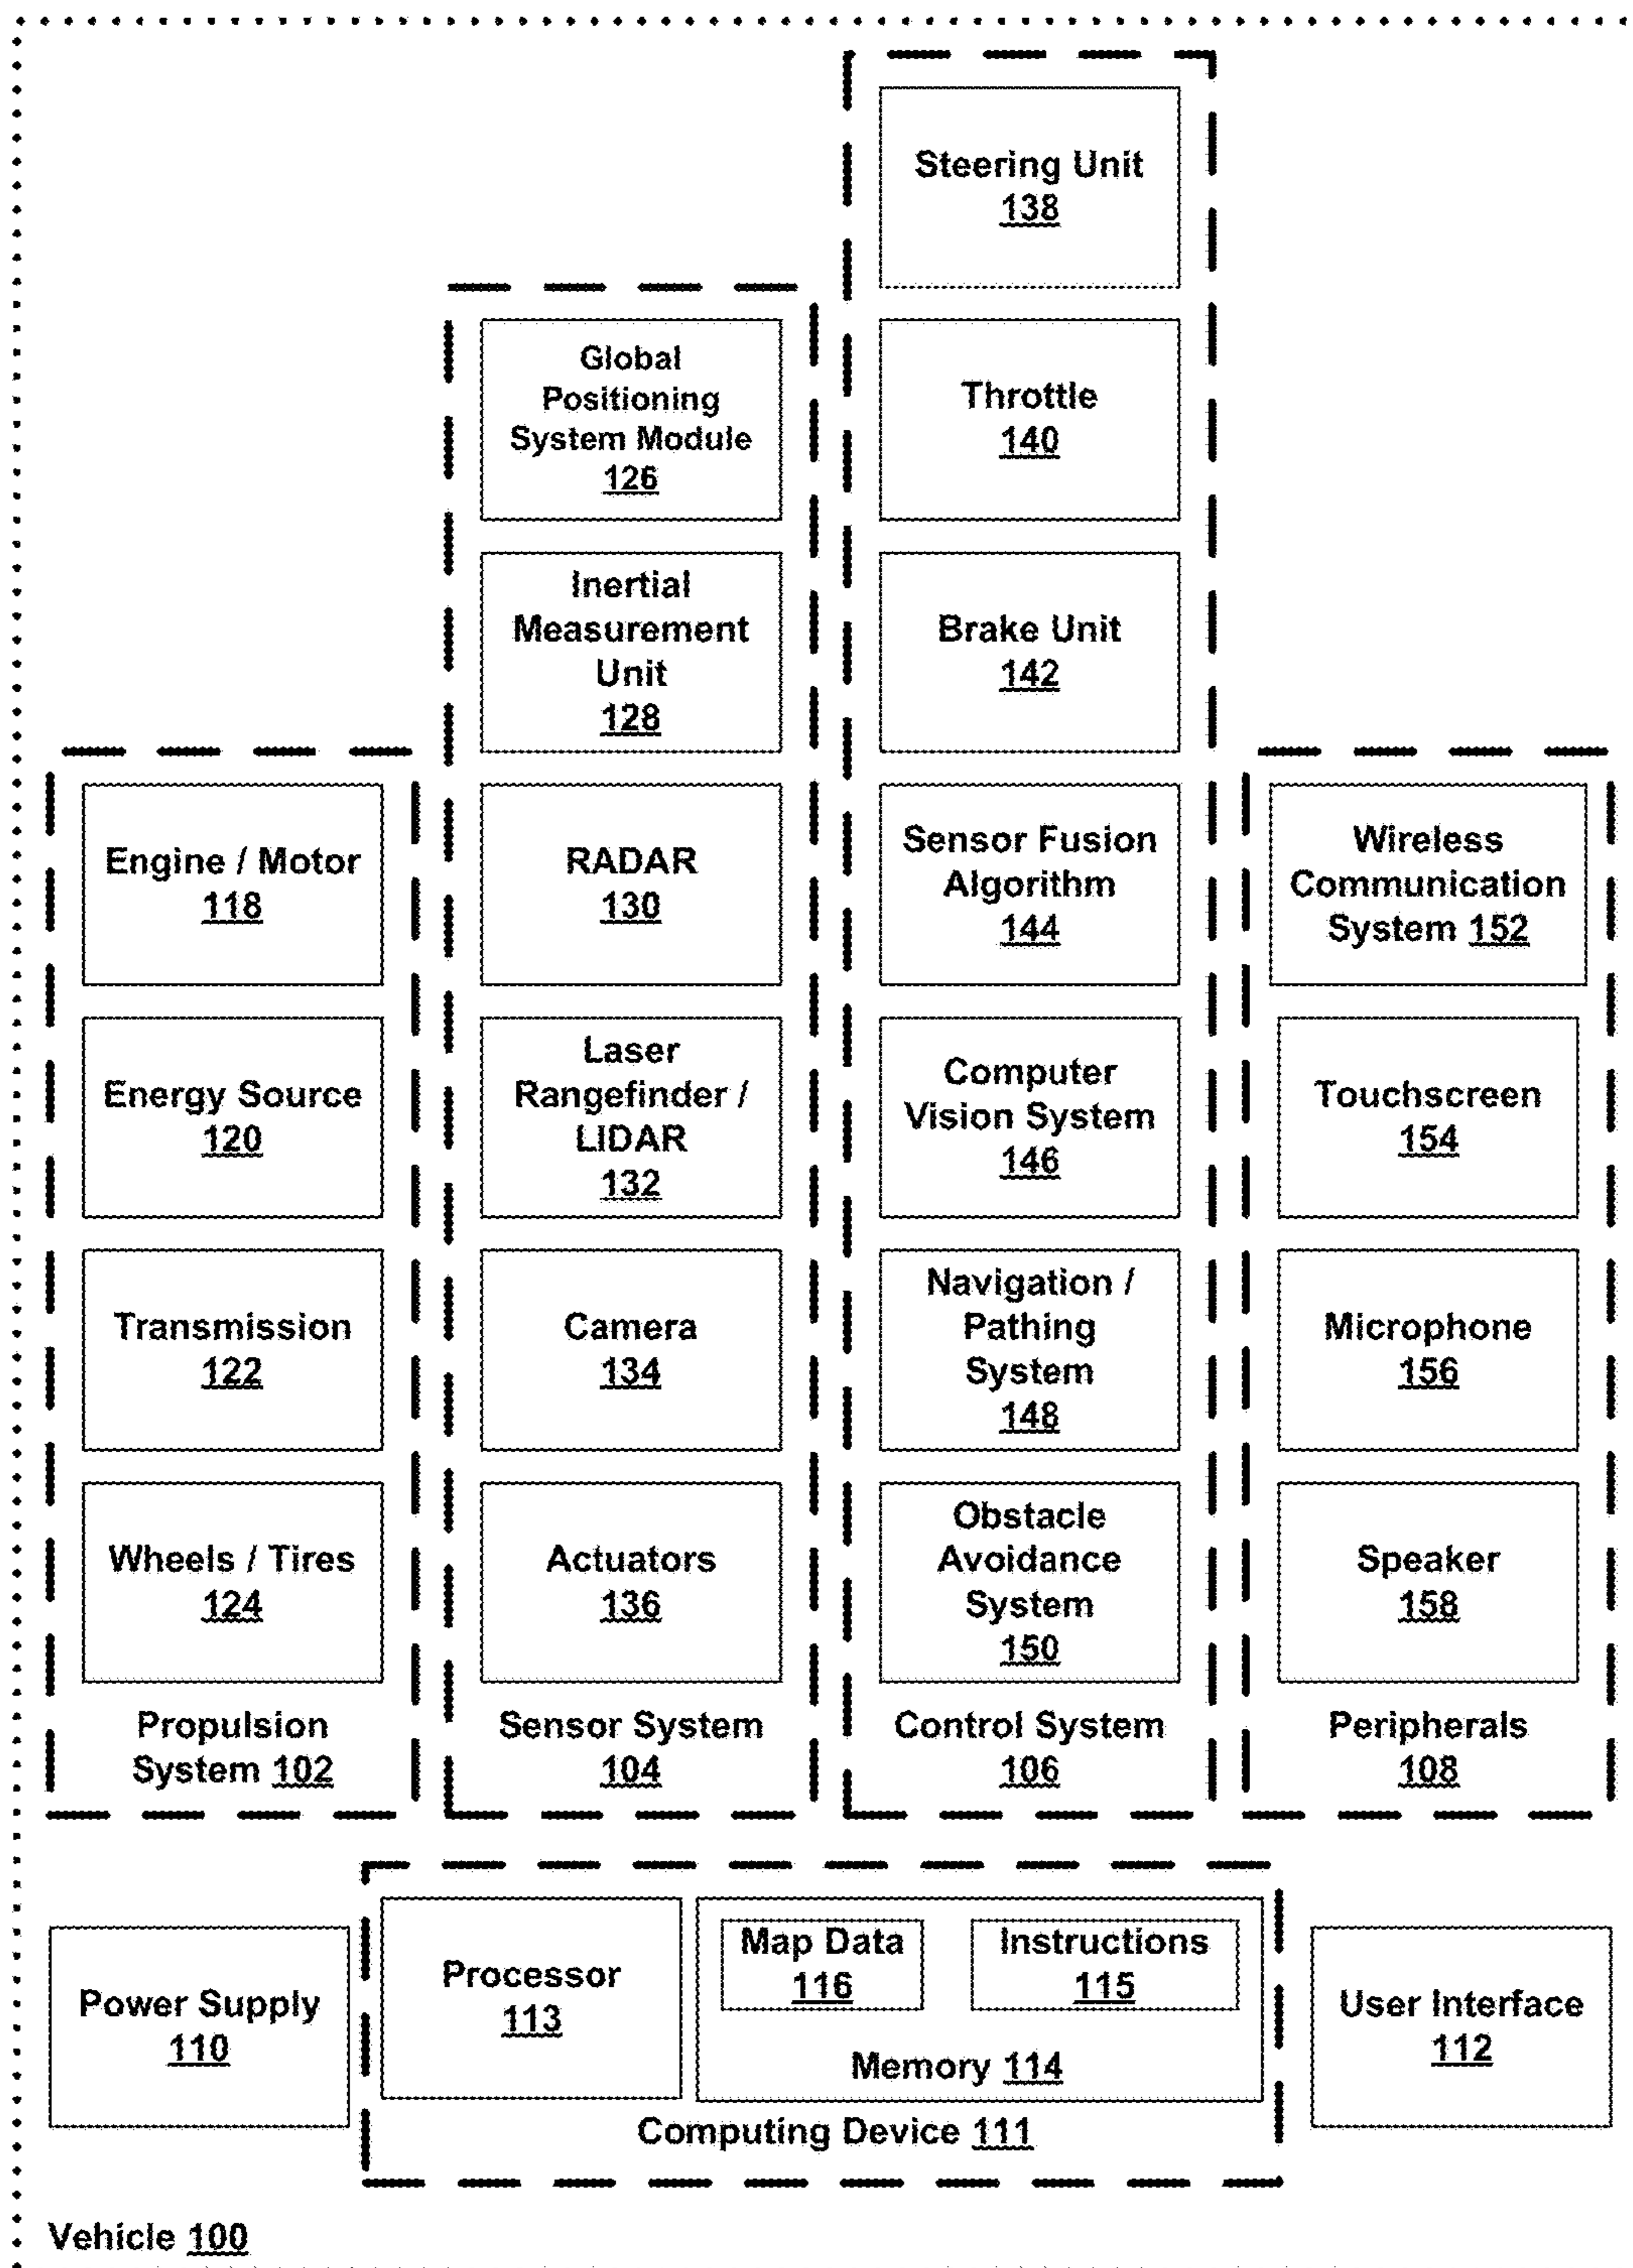 Steering Unit
138
Global
Positioning
System Module
126
Throttle
140
Inertial
Measurement
Unit
128
Brake Unit
142
Engine / Motor
118
RADAR
130
Sensor Fusion
Algorithm
144
Wireless
Communication
System 152
Energy Source
120
Laser
Rangefinder /
LIDAR
132
Computer
Vision System
146
Touchscreen
154
Transmission
122
Camera
134
Navigation /
Pathing
System
148
Microphone
156
Wheels / Tires
124
Actuators
136
Obstacle
Avoidance
System
150
Speaker
158
Propulsion
System 102
Sensor System
104
Control System
106
Peripherals
108
Power Supply
110
Processor
113
Map Data
116
Instructions
115
Memory 114
Computing Device 111
User Interface
112
Vehicle 100